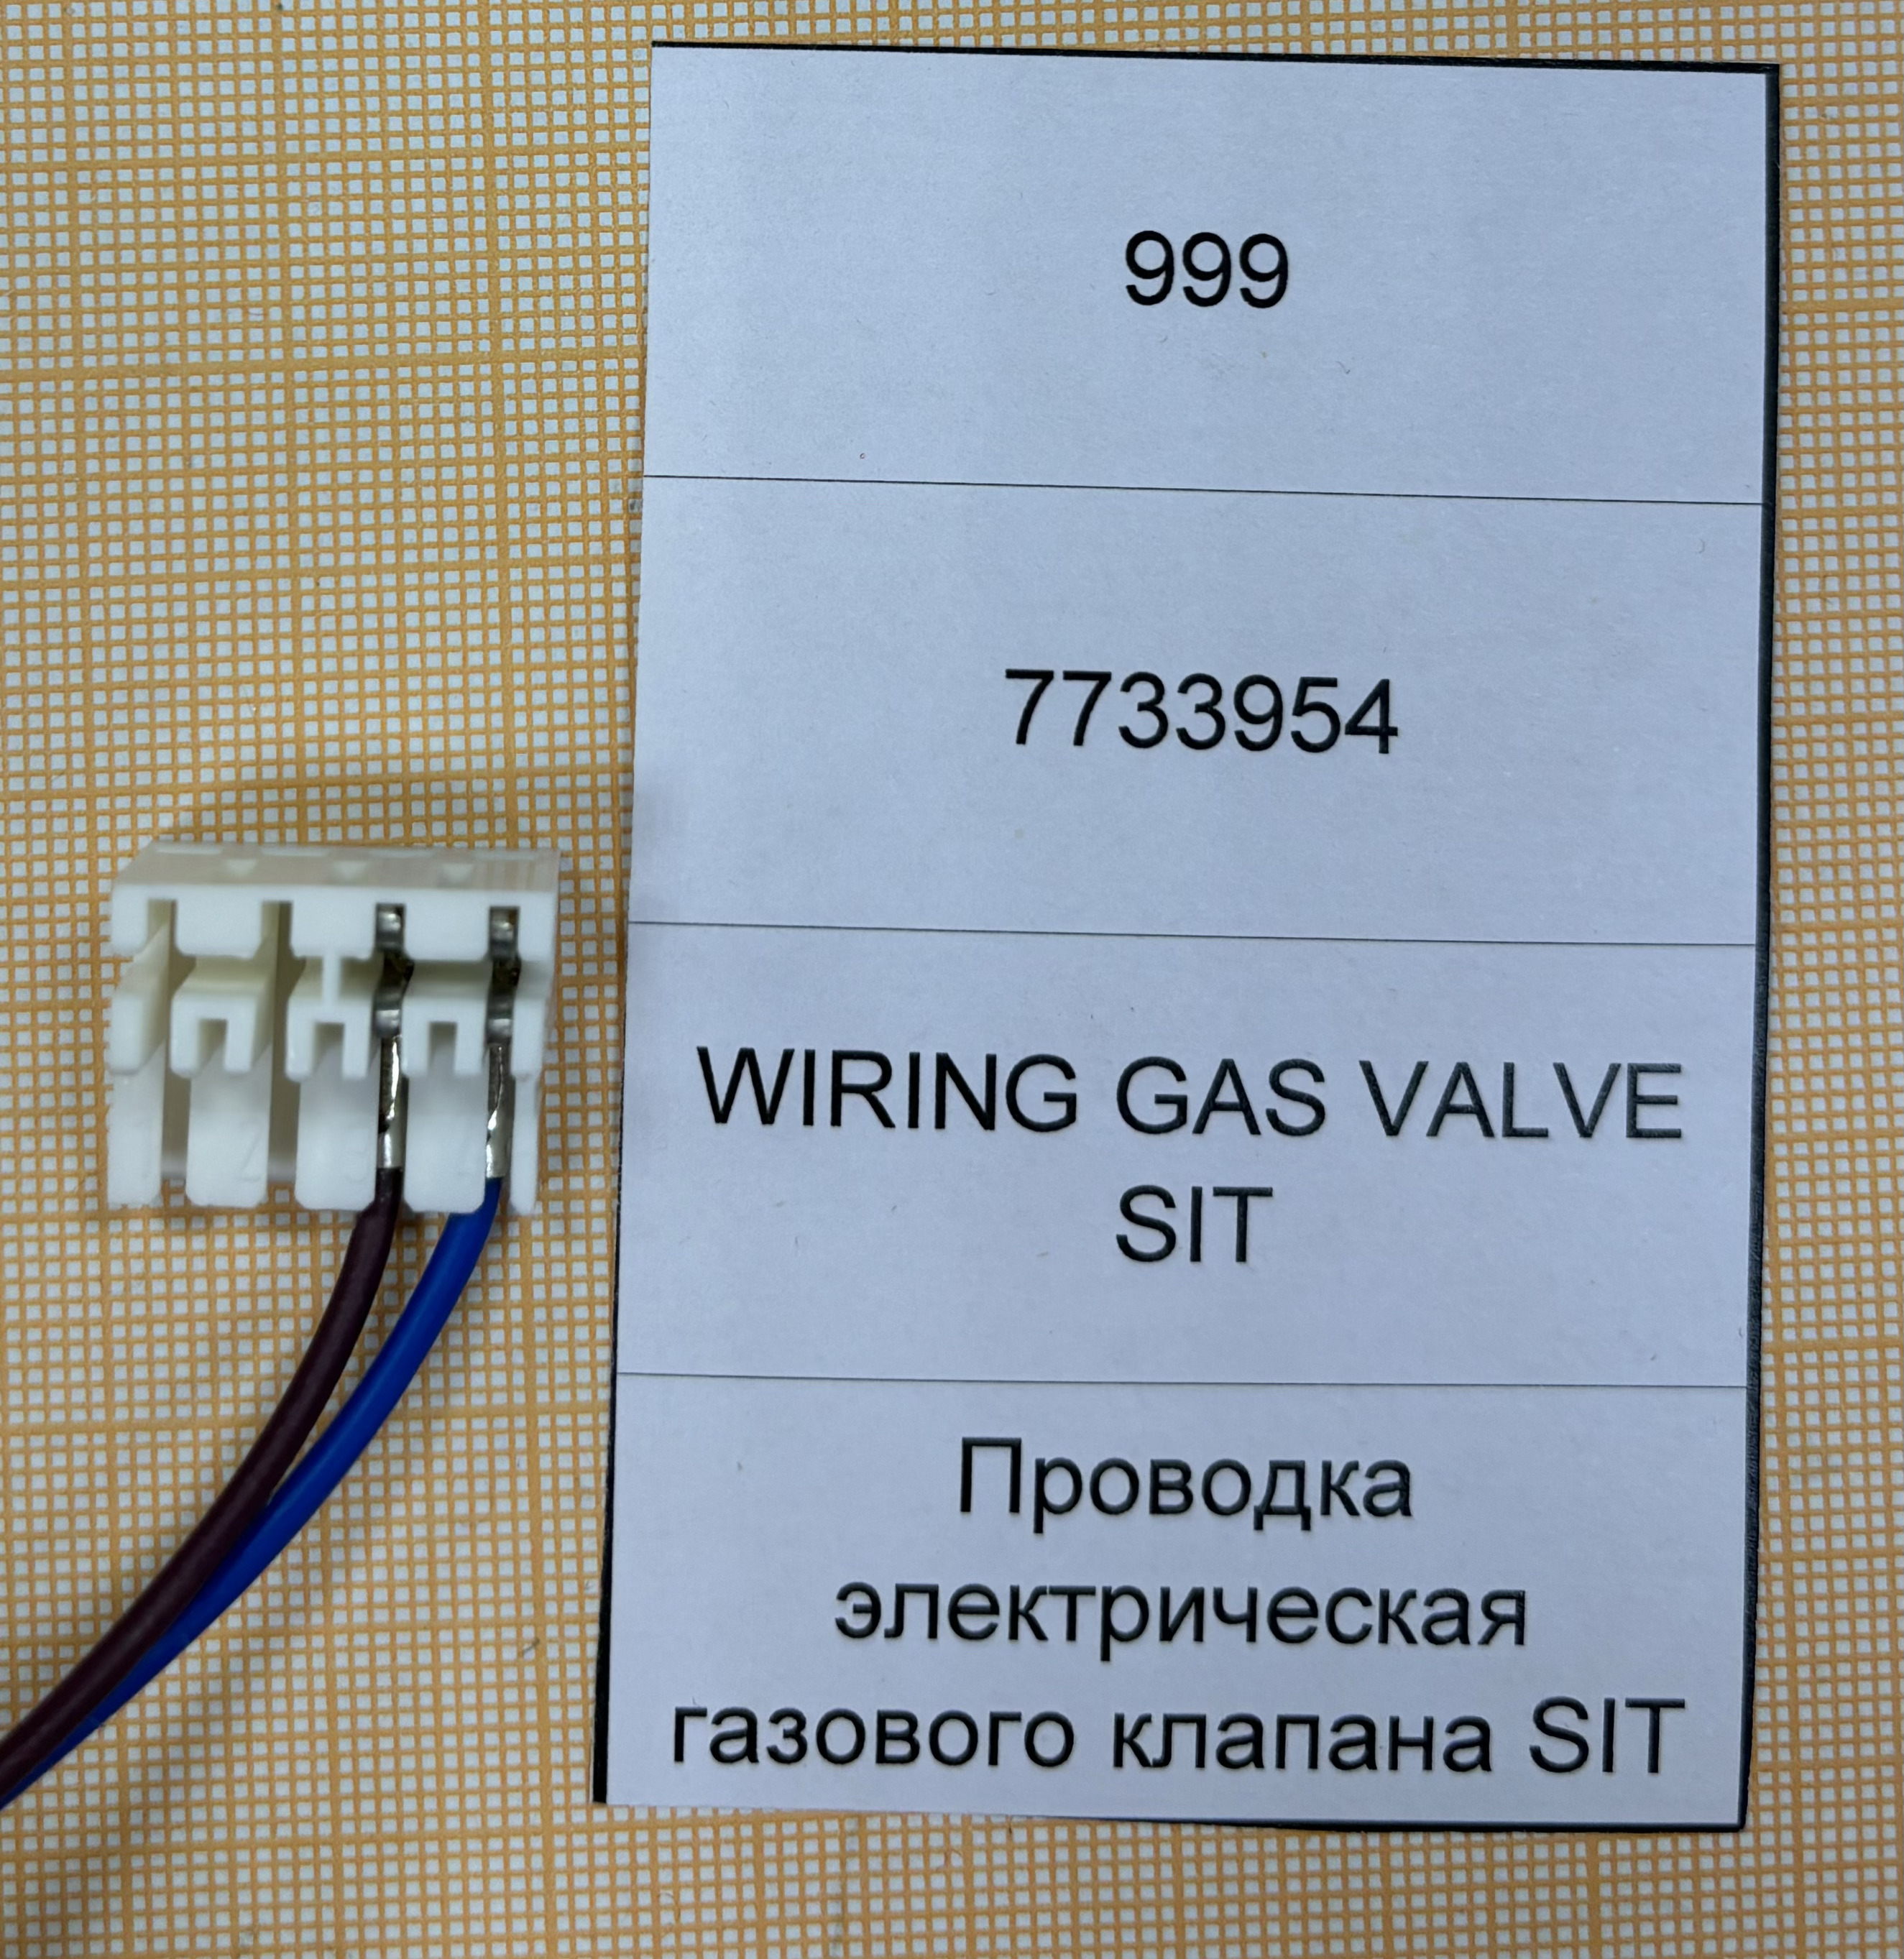 999
7733954
WIRING GAS VALVE
SIT
Проводка
электрическая
газового клапана SIT